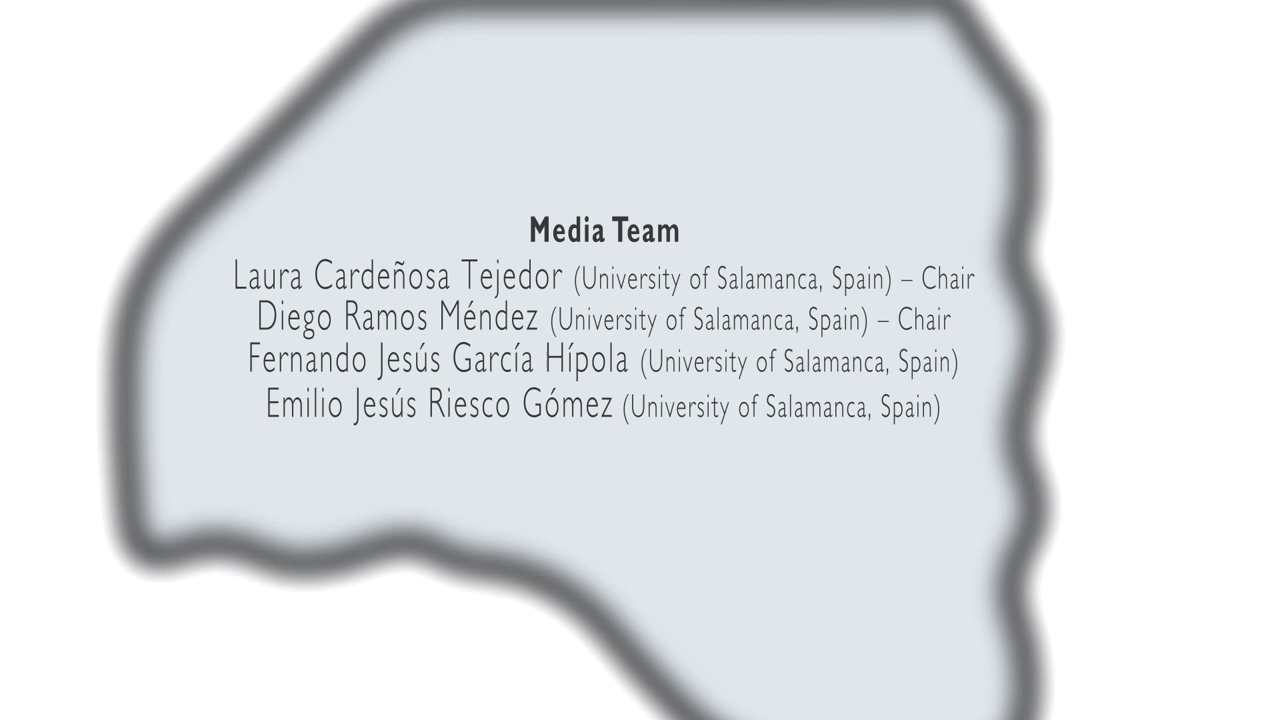 Media Team
Laura Cardeñosa Tejedor (University of Salamanca, Spain) – Chair
Diego Ramos Méndez (University of Salamanca, Spain) – Chair
Fernando Jesús García Hípola (University of Salamanca, Spain)
Emilio Jesús Riesco Gómez (University of Salamanca, Spain)